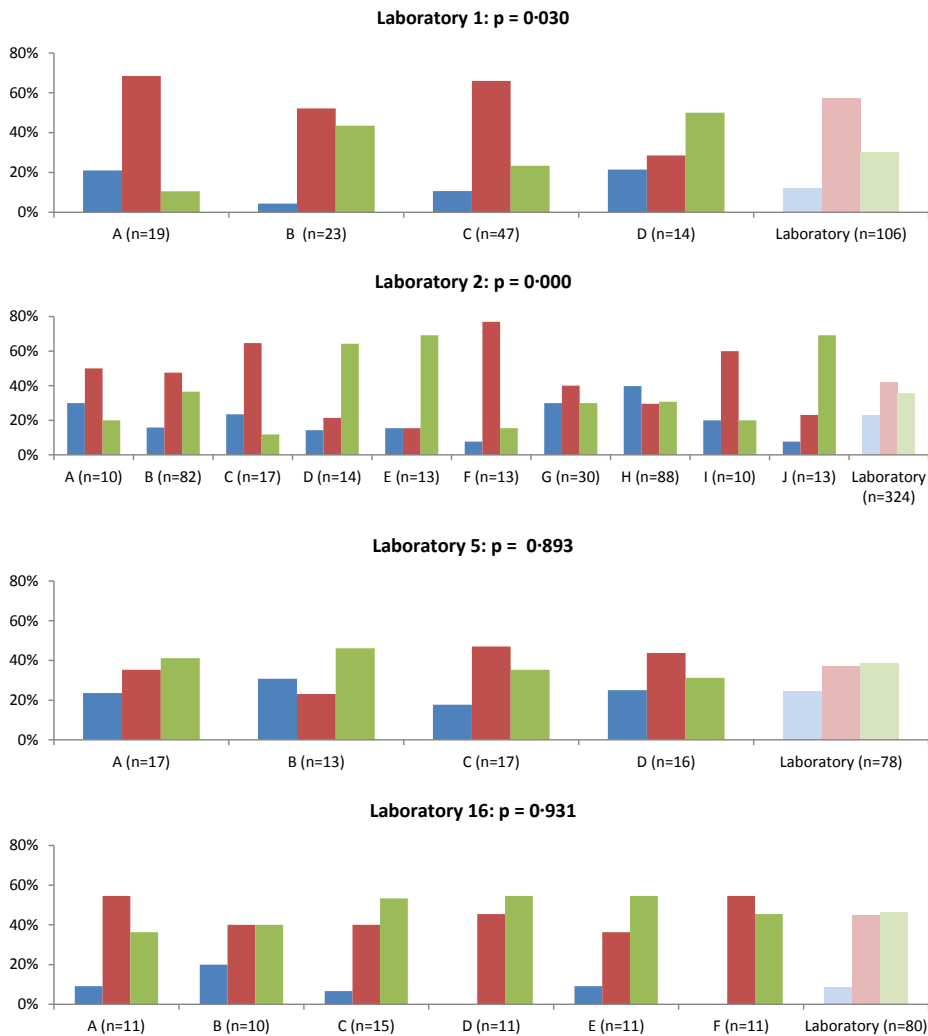 Laboratory 1: p = 0·030
80%
60%
40%
20%
0%
A (n=19) B (n=23) C (n=47) D (n=14) Laboratory (n=106)
Laboratory 2: p = 0·000
80%
60%
40%
20%
0%
A (n=10) B (n=82) C (n=17) D (n=14) E (n=13) F (n=13) G (n=30) H (n=88) I (n=10) J (n=13) Laboratory
(n=324)
Laboratory 5: p = 0·893
80%
60%
40%
20%
0%
A (n=17) B (n=13) C (n=17) D (n=16) Laboratory (n=78)
Laboratory 16: p = 0·931
80%
60%
40%
20%
0%
A (n=11) B (n=10) C (n=15) D (n=11) E (n=11) F (n=11) Laboratory (n=80)